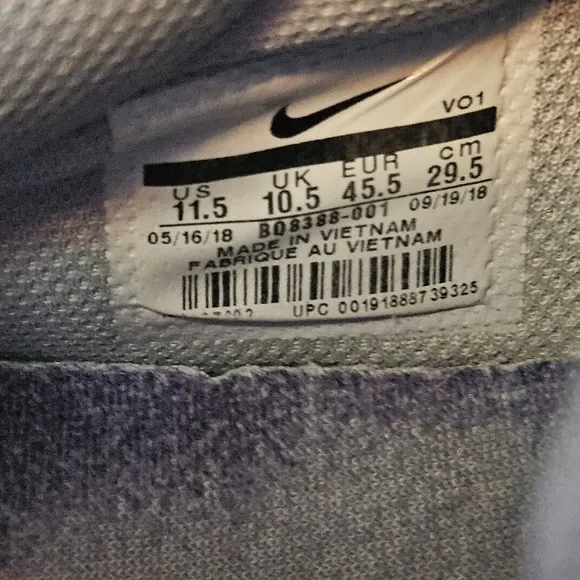 VO1
US UK EUR cm
11.5 10.5 45.5 29.5
05/16/18 BQ8388-001 09/19/18
MADE IN VIETNAM
FABRIQUE AU VIETNAM
UPC 00191888739325